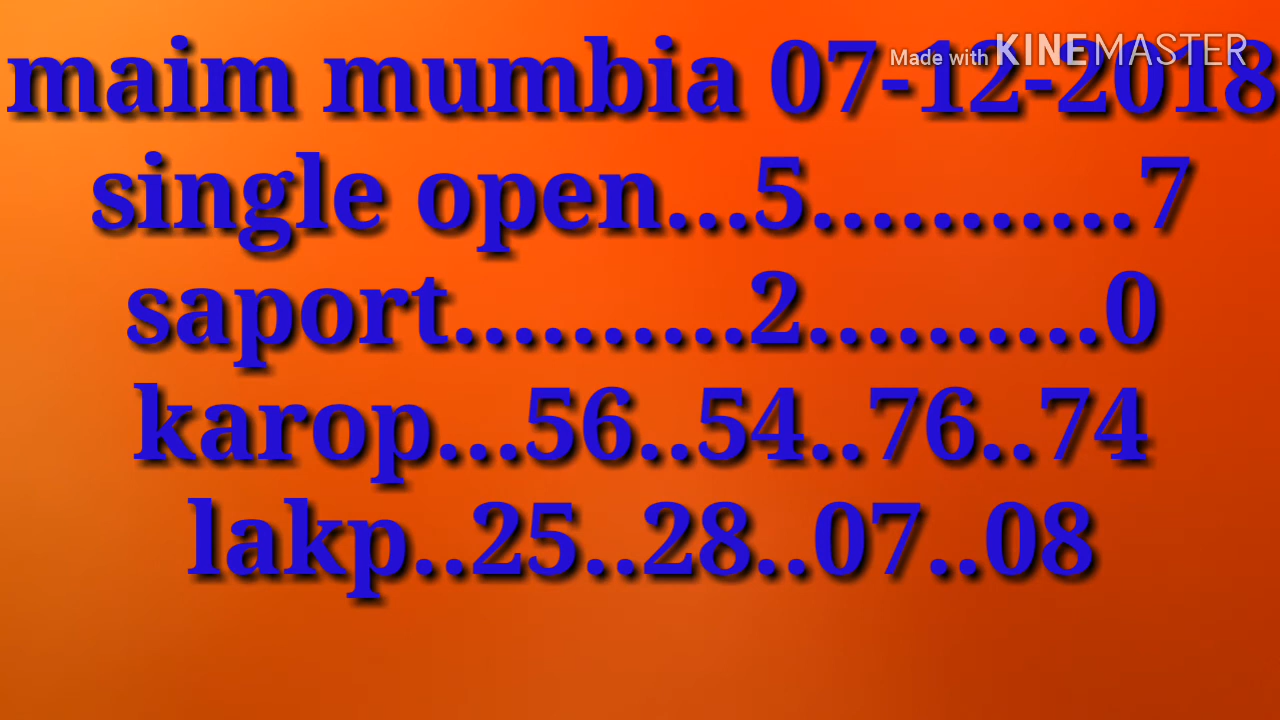 maim mumbia 07-12-2018
Made with KINEMASTER
single open...5...........7
saport..........2..........0
karop...56..54..76..74
lakp..25..28..07..08